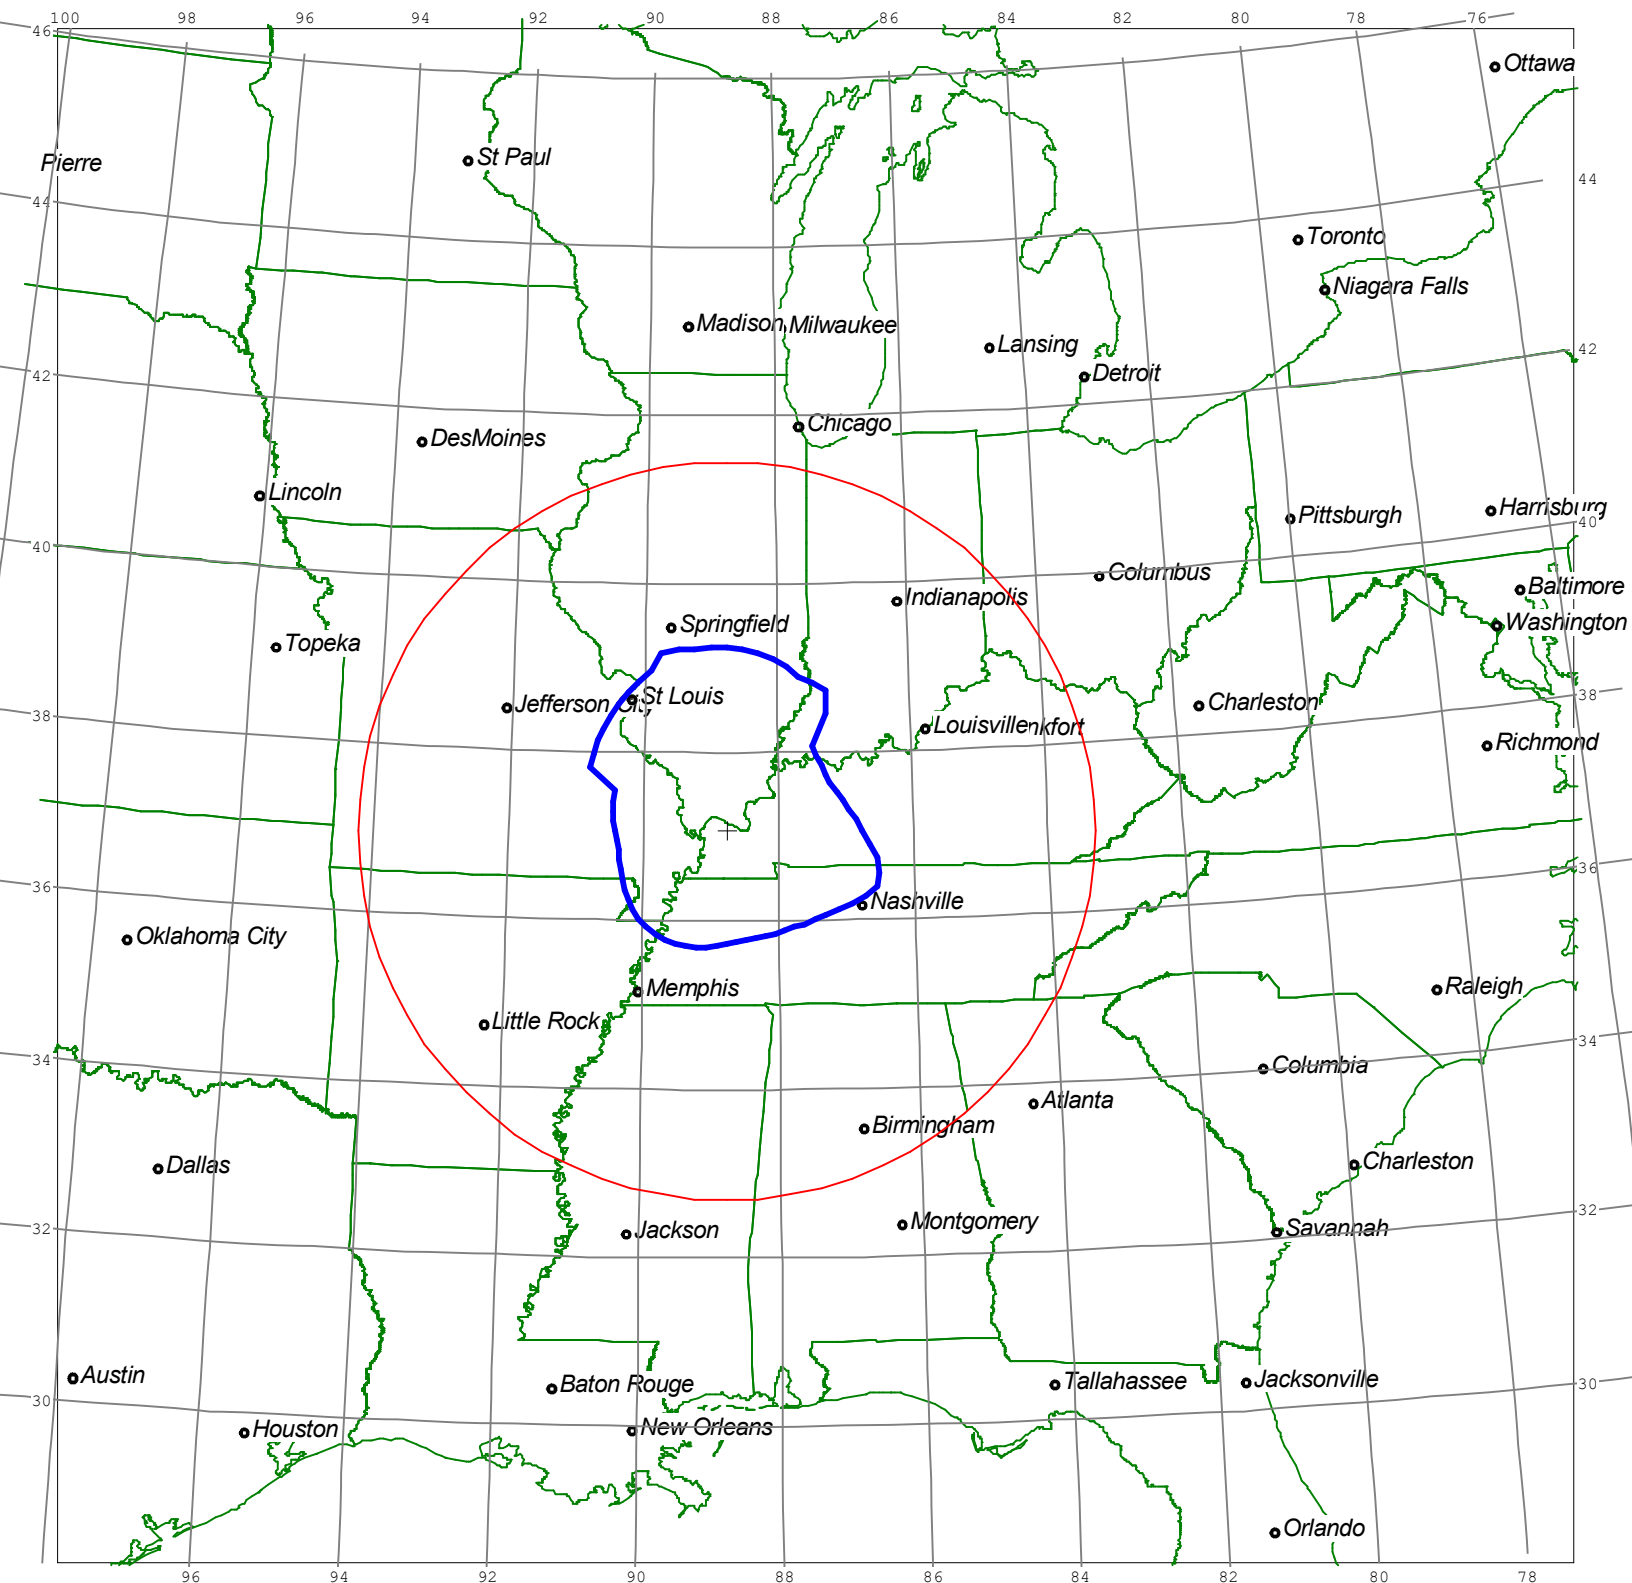 100 98 96 94 92 90 88 86 84 82 80 78 76
46
Ottawa
St Paul
Pierre
44
44
Toronto
Niagara Falls
Madison Milwaukee
Lansing
42
Detroit
42
Chicago
DesMoines
Lincoln
Harrisburg
Pittsburgh
40
40
Columbus
Baltimore
Indianapolis
Springfield
Washington
Topeka
38
St Louis
Jefferson City
Charleston
38
Louisville nkfort
Richmond
36
36
Nashville
Oklahoma City
Memphis
Raleigh
Little Rock
34
34
Columbia
Atlanta
Birmingham
Dallas
Charleston
32
32
Jackson
Montgomery
Savannah
Austin
Baton Rouge
Tallahassee
Jacksonville
30
30
Houston
New Orleans
Orlando
96 94 92 90 88 86 84 82 80 78